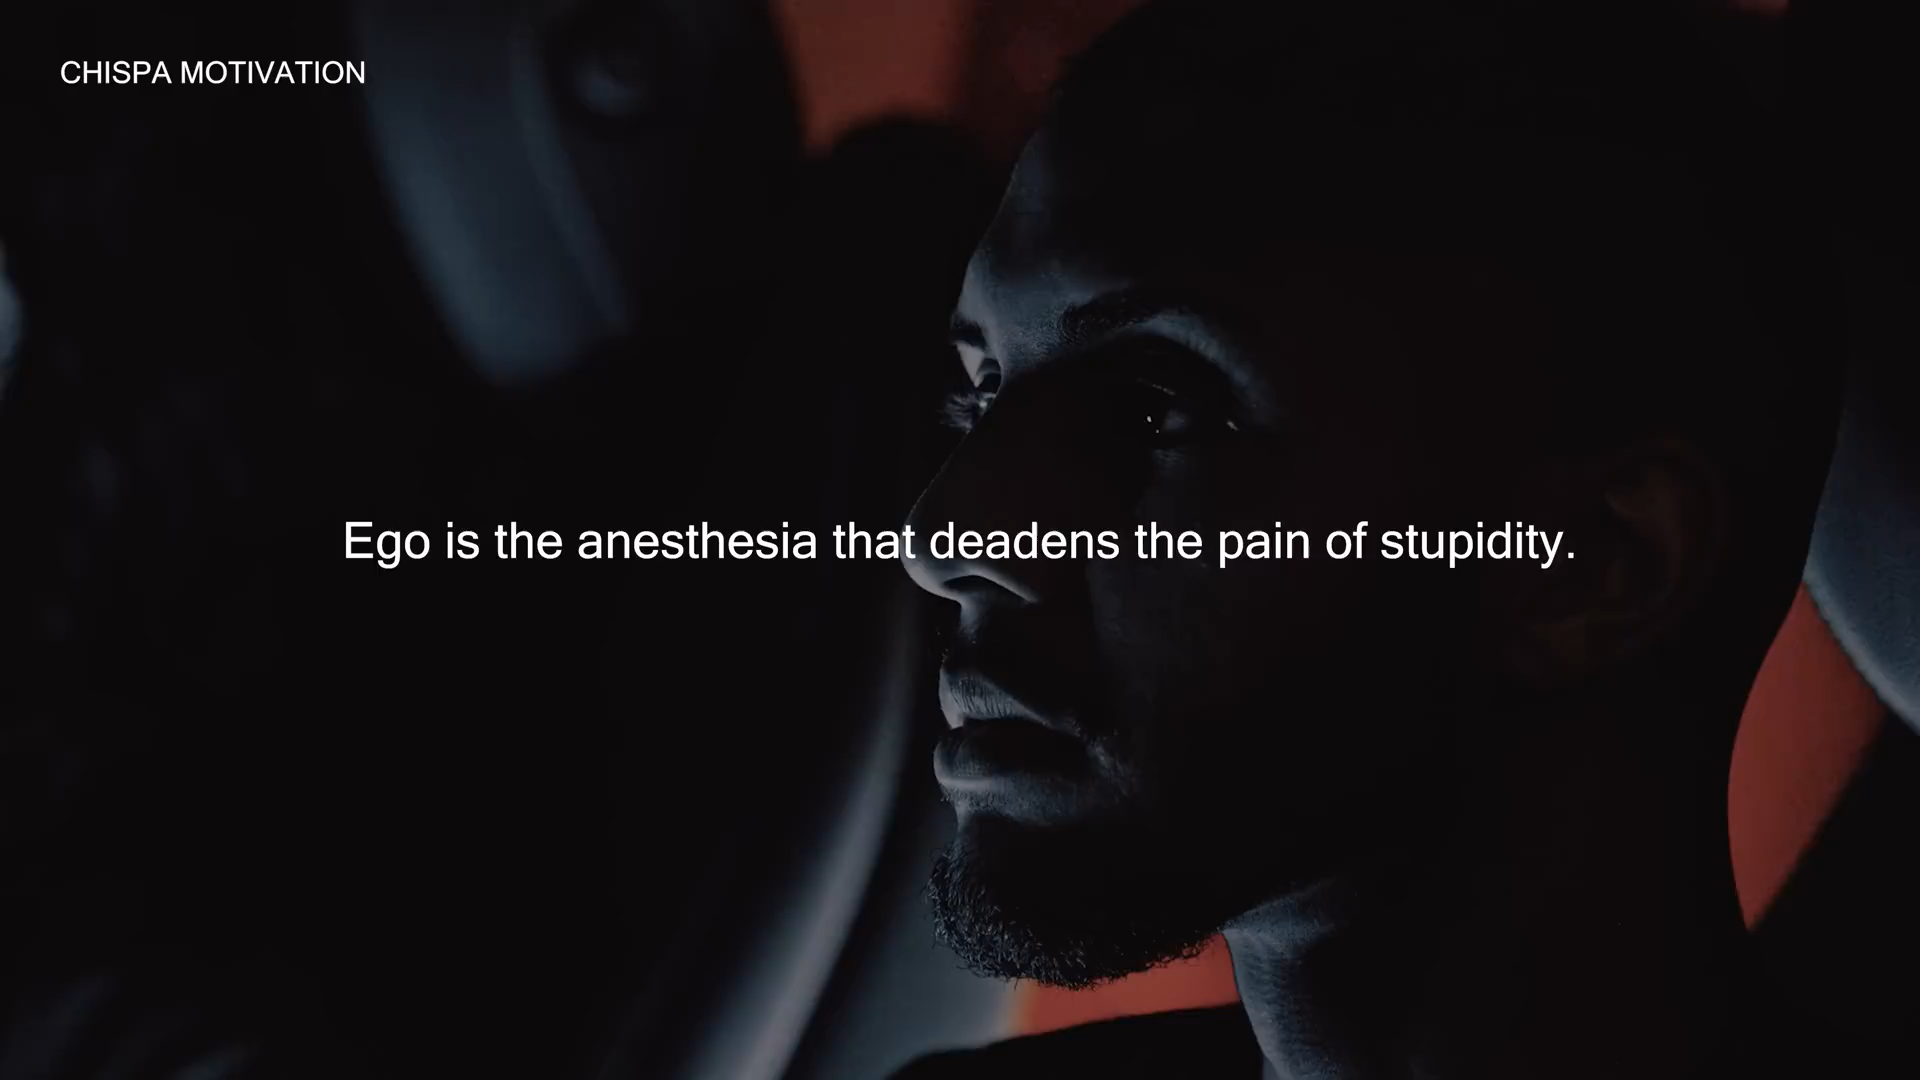 CHISPA MOTIVATION
Ego is the anesthesia that deadens the pain of stupidity.